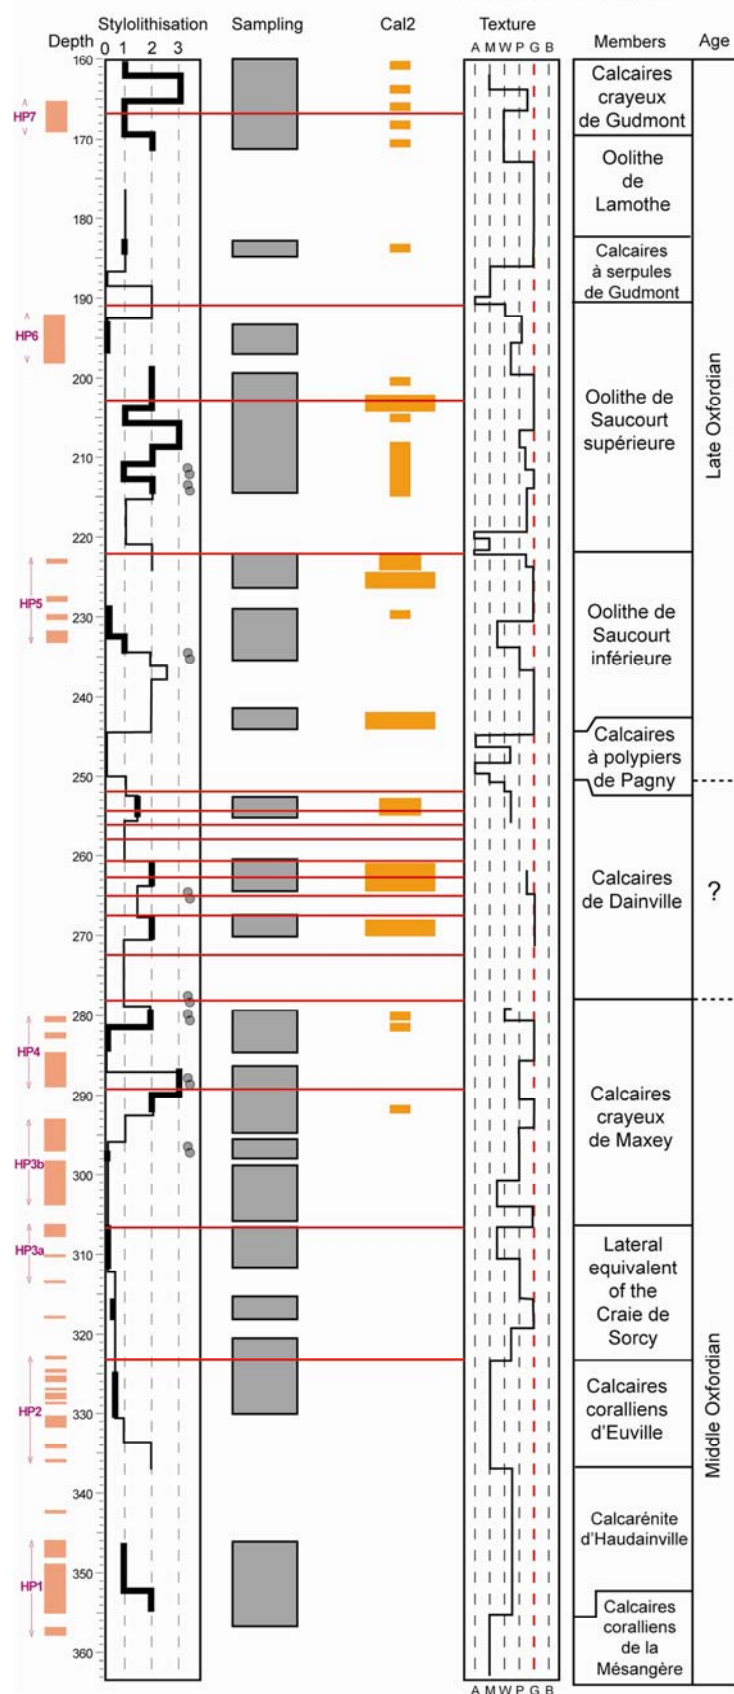 Stylolithisation Sampling Cal2 Texture
Depth 0 1 2 3 A M W P G B Members Age
160
170
180
190
200
210
220
230
240
250
260
270
280
290
300
310
320
330
340
350
360
HP7
HP6
HP5
HP4
HP3b
HP3a
HP2
HP1
Calcaires
crayeux
de Gudmont
Oolithe
de
Lamothe
Calcaires
à serpules
de Gudmont
Oolithe de
Saucourt
supérieure
Oolithe de
Saucourt
inférieure
Calcaires
à polypiers
de Pagny
Calcaires
de Dainville
Calcaires
crayeux
de Maxey
Lateral
equivalent
of the
Craie de
Sorcy
Calcaires
coralliens
d'Euville
Calcarénite
d'Haudainville
Calcaires
coralliens
de la
Mésangère
Late Oxfordian
?
Middle Oxfordian
A M W P G B